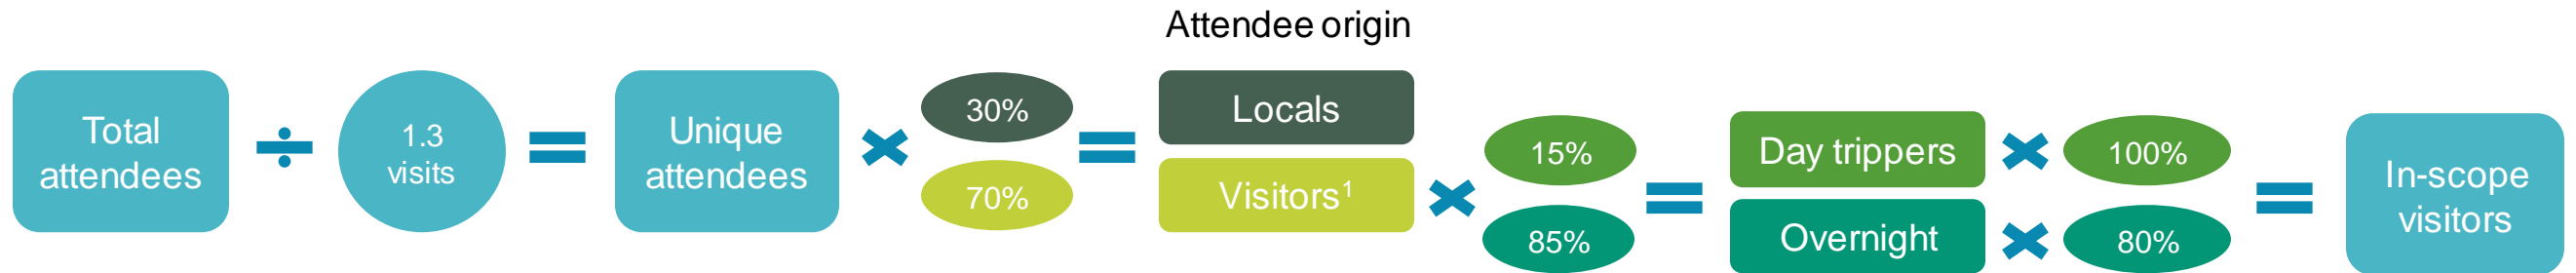 Attendee origin
Total
attendees
÷
1.3
visits
=
Unique
attendees
×
30%
70%
=
Locals
Visitors¹
×
15%
85%
=
Day trippers
Overnight
×
×
100%
80%
=
In-scope
visitors